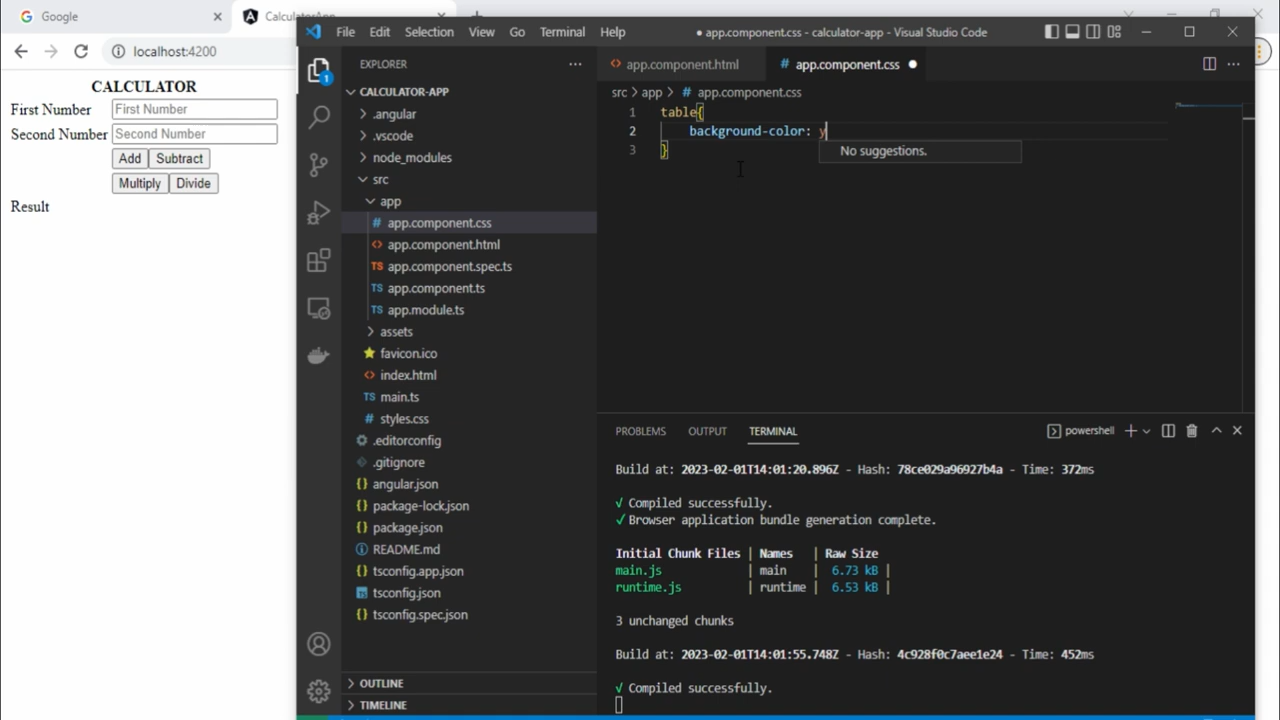 Google
CalculatorApp
localhost:4200
CALCULATOR
First Number
First Number
Second Number
Second Number
Add
Subtract
Multiply
Divide
Result
File Edit Selection View Go Terminal Help
● app.component.css - calculator-app - Visual Studio Code
EXPLORER
CALCULATOR-APP
.angular
.vscode
node_modules
src
app
app.component.css
app.component.html
app.component.spec.ts
app.component.ts
app.module.ts
assets
favicon.ico
index.html
main.ts
styles.css
.editorconfig
.gitignore
angular.json
package-lock.json
package.json
README.md
tsconfig.app.json
tsconfig.json
tsconfig.spec.json
OUTLINE
TIMELINE
app.component.html
app.component.css
src > app > # app.component.css
1 table{
2 background-color: y
3 }
No suggestions.
PROBLEMS OUTPUT TERMINAL
powershell
Build at: 2023-02-01T14:01:20.896Z - Hash: 78ce029a96927b4a - Time: 372ms
√ Compiled successfully.
√ Browser application bundle generation complete.
Initial Chunk Files | Names | Raw Size
main.js | main | 6.73 kB |
runtime.js | runtime | 6.53 kB |
3 unchanged chunks
Build at: 2023-02-01T14:01:55.748Z - Hash: 4c928f0c7aee1e24 - Time: 452ms
√ Compiled successfully.